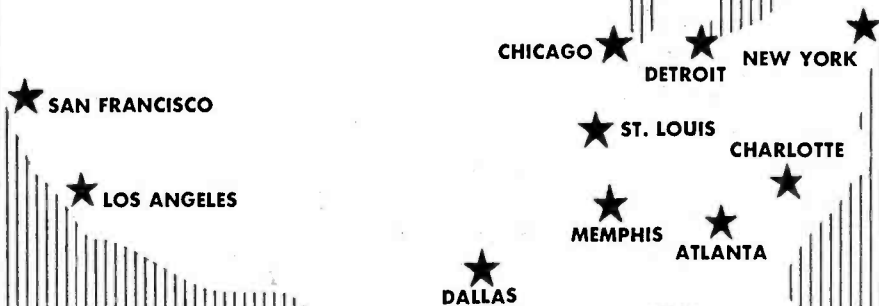 CHICAGO
DETROIT
NEW YORK
SAN FRANCISCO
ST. LOUIS
CHARLOTTE
LOS ANGELES
MEMPHIS
ATLANTA
DALLAS